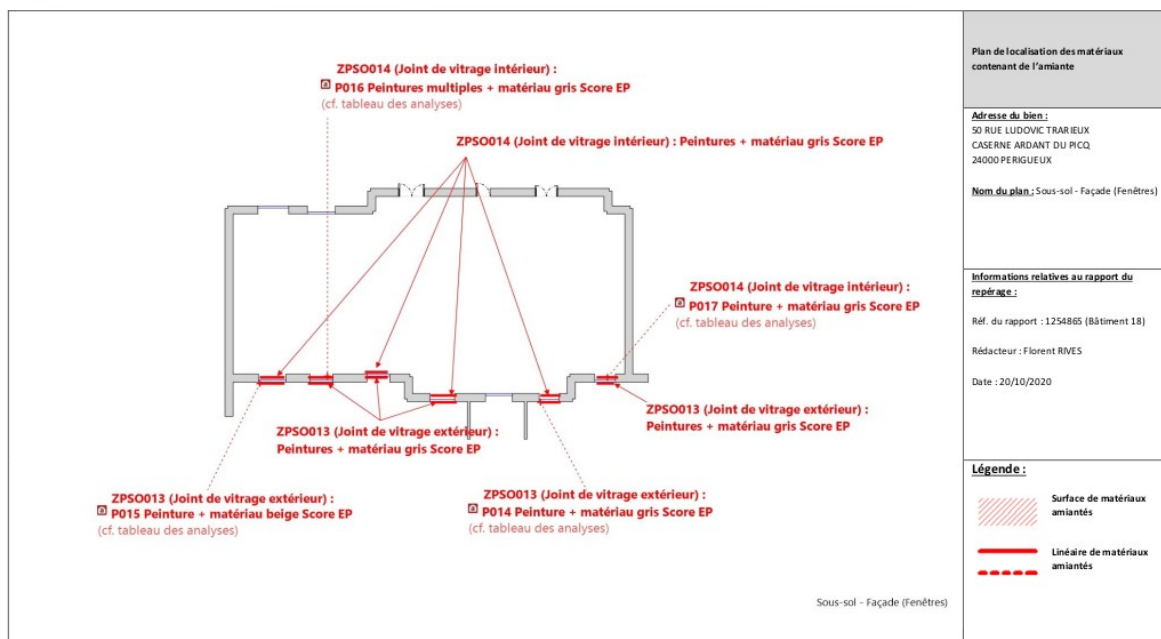 ZPSO014 (Joint de vitrage intérieur) :
a P016 Peintures multiples + matériau gris Score EP
(cf. tableau des analyses)
ZPSO014 (Joint de vitrage intérieur) : Peintures + matériau gris Score EP
ZPSO014 (Joint de vitrage intérieur) :
a P017 Peinture + matériau gris Score EP
(cf. tableau des analyses)
ZPSO013 (Joint de vitrage extérieur) :
Peintures + matériau gris Score EP
ZPSO013 (Joint de vitrage extérieur) :
Peintures + matériau gris Score EP
ZPSO013 (Joint de vitrage extérieur) :
a P015 Peinture + matériau beige Score EP
(cf. tableau des analyses)
ZPSO013 (Joint de vitrage extérieur) :
a P014 Peinture + matériau gris Score EP
(cf. tableau des analyses)
Sous-sol - Façade (Fenêtres)
Plan de localisation des matériaux
contenant de l'amiante
Adresse du bien :
50 RUE LUDOVIC TRARIEUX
CASERNE ARDANT DU PICQ
24000 PERIGUEUX
Nom du plan : Sous-sol - Façade (Fenêtres)
Informations relatives au rapport du
repérage :
Réf. du rapport : 1254865 (Bâtiment 18)
Rédacteur : Florent RIVES
Date : 20/10/2020
Légende :
Surface de matériaux
amiantés
Linéaire de matériaux
amiantés